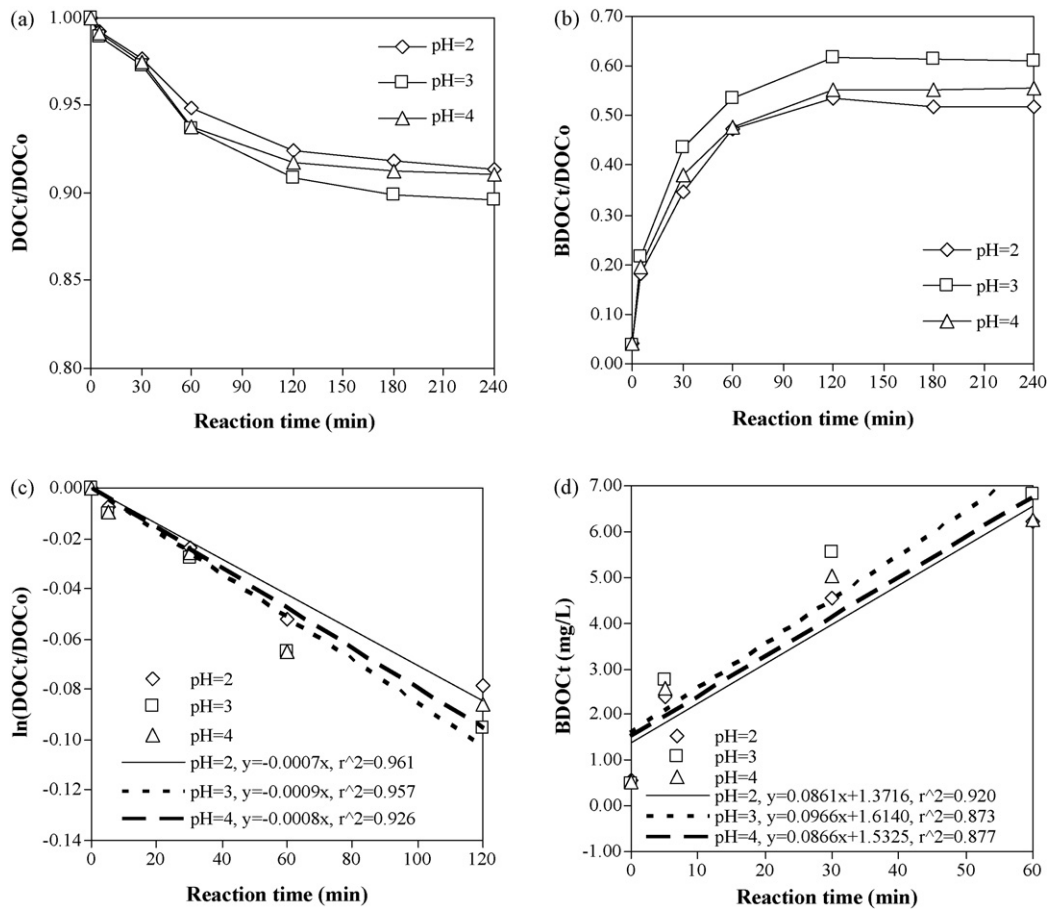 (a)
1.00
0.95
0.90
0.85
0.80
DOCt/DOCo
pH=2
pH=3
pH=4
0 30 60 90 120 150 180 210 240
Reaction time (min)
(b)
0.70
0.60
0.50
0.40
0.30
0.20
0.10
0.00
BDOCt/DOCo
pH=2
pH=3
pH=4
0 30 60 90 120 150 180 210 240
Reaction time (min)
(c)
0.00
-0.02
-0.04
-0.06
-0.08
-0.10
-0.12
-0.14
ln(DOCt/DOCo)
pH=2
pH=3
pH=4
pH=2, y=-0.0007x, r^2=0.961
pH=3, y=-0.0009x, r^2=0.957
pH=4, y=-0.0008x, r^2=0.926
0 20 40 60 80 100 120
Reaction time (min)
(d)
7.00
6.00
5.00
4.00
3.00
2.00
1.00
0.00
-1.00
BDOCt (mg/L)
pH=2
pH=3
pH=4
pH=2, y=0.0861x+1.3716, r^2=0.920
pH=3, y=0.0966x+1.6140, r^2=0.873
pH=4, y=0.0866x+1.5325, r^2=0.877
0 10 20 30 40 50 60
Reaction time (min)